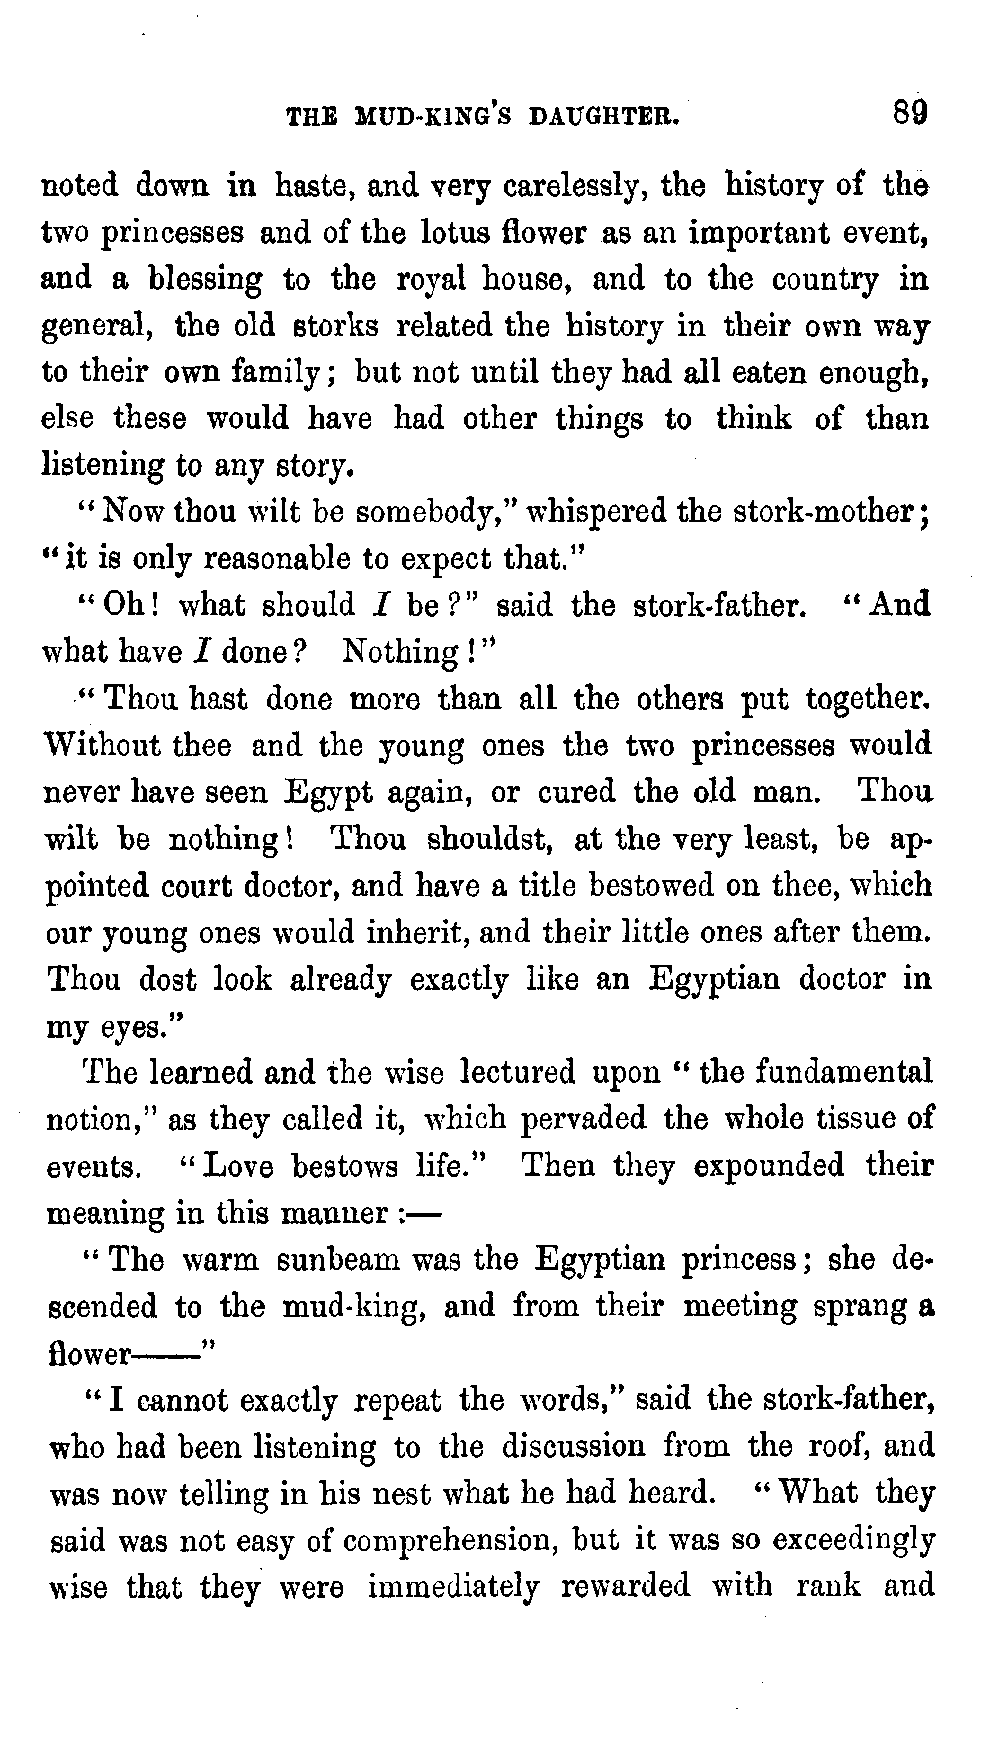 THE MUD-KING'S DAUGHTER. 89
noted down in haste, and very carelessly, the history of the
two princesses and of the lotus flower as an important event,
and a blessing to the royal house, and to the country in
general, the old storks related the history in their own way
to their own family; but not until they had all eaten enough,
else these would have had other things to think of than
listening to any story.
"Now thou wilt be somebody," whispered the stork-mother;
"it is only reasonable to expect that."
"Oh! what should I be?" said the stork-father. "And
what have I done? Nothing!"
"Thou hast done more than all the others put together.
Without thee and the young ones the two princesses would
never have seen Egypt again, or cured the old man. Thou
wilt be nothing! Thou shouldst, at the very least, be ap-
pointed court doctor, and have a title bestowed on thee, which
our young ones would inherit, and their little ones after them.
Thou dost look already exactly like an Egyptian doctor in
my eyes."
The learned and the wise lectured upon "the fundamental
notion," as they called it, which pervaded the whole tissue of
events. "Love bestows life." Then they expounded their
meaning in this manner:—
"The warm sunbeam was the Egyptian princess; she de-
scended to the mud-king, and from their meeting sprang a
flower——"
"I cannot exactly repeat the words," said the stork-father,
who had been listening to the discussion from the roof, and
was now telling in his nest what he had heard. "What they
said was not easy of comprehension, but it was so exceedingly
wise that they were immediately rewarded with rank and